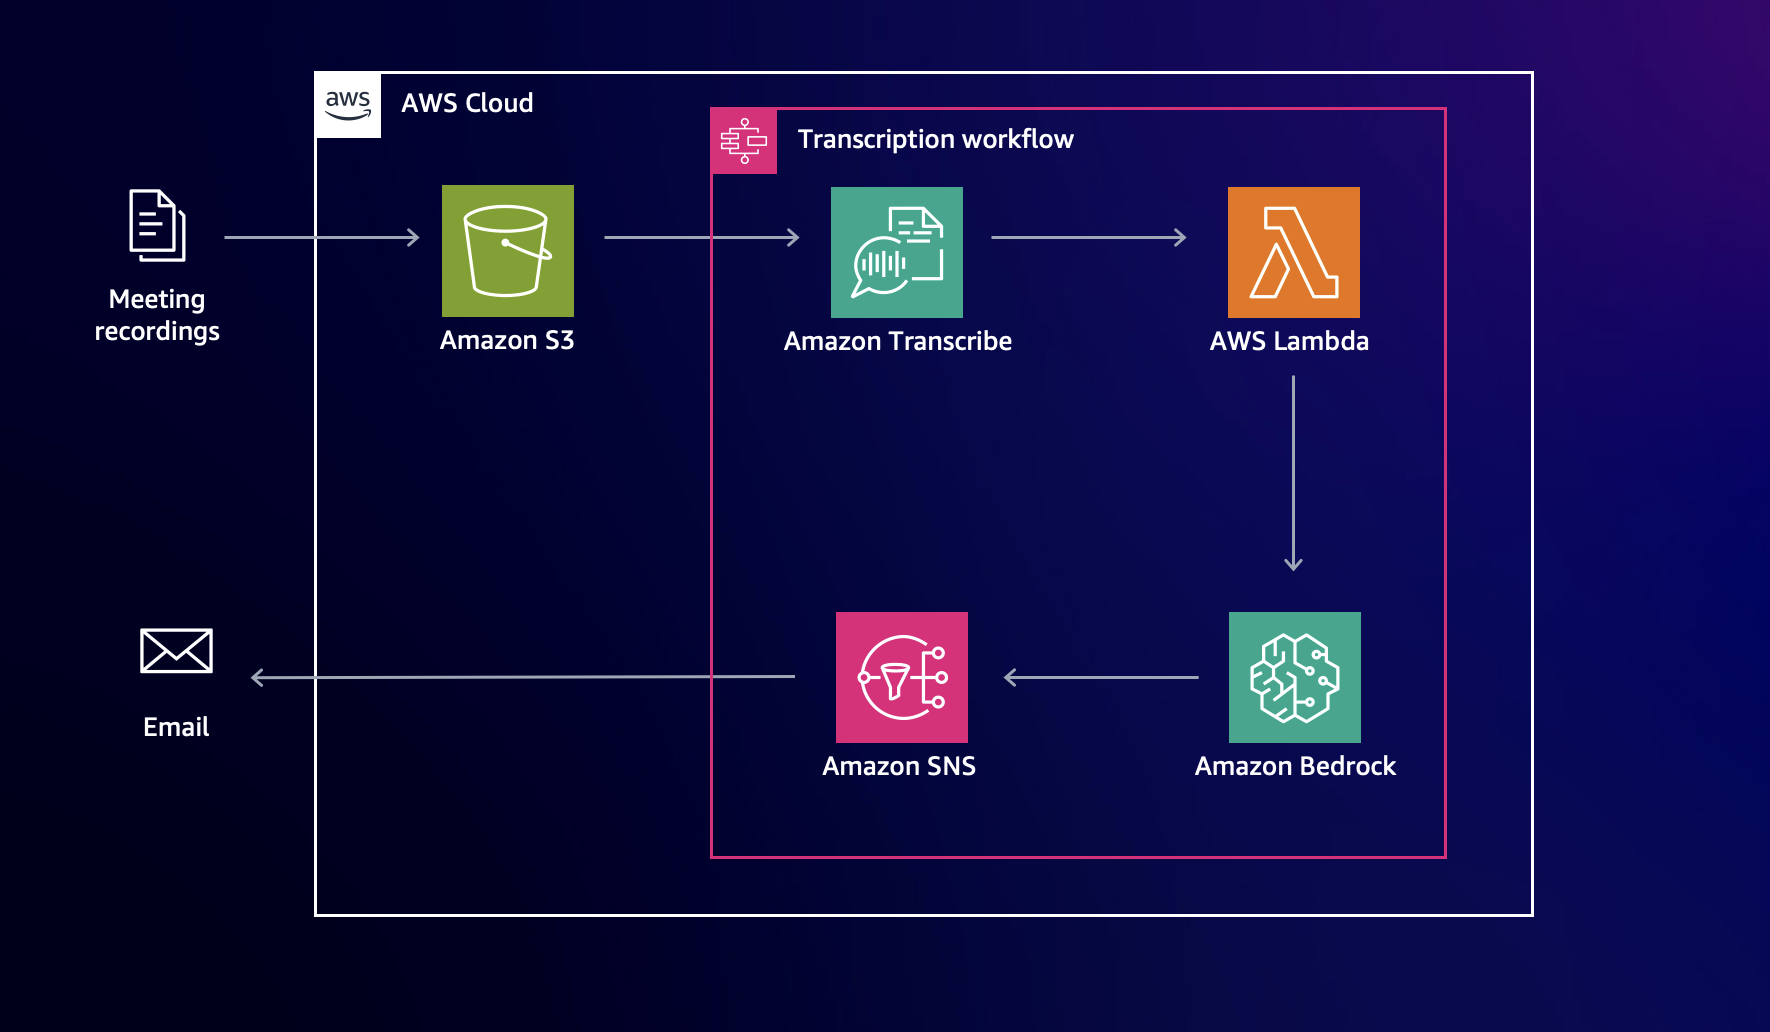 aws
AWS Cloud
Transcription workflow
Meeting
recordings
Amazon S3
Amazon Transcribe
AWS Lambda
Email
Amazon SNS
Amazon Bedrock